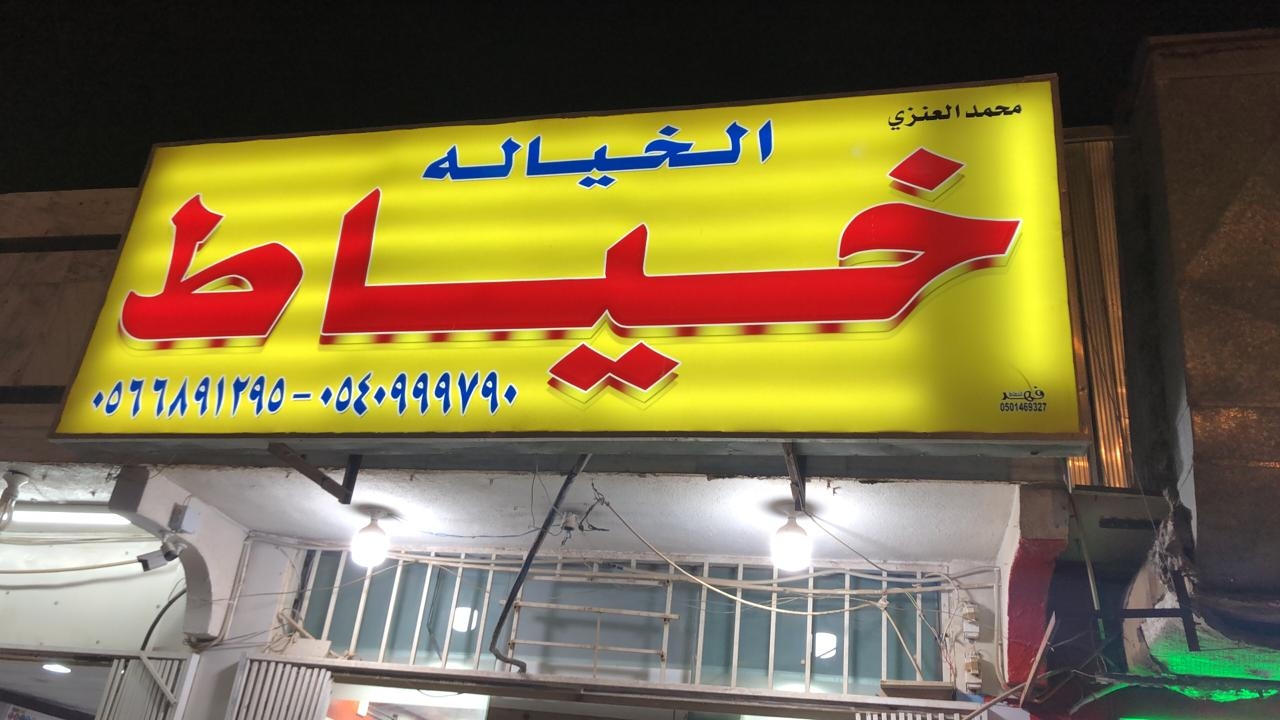 محمد العنزي
الخياله
خياط
٠٥٦٦٨٩١٢٩٥ - ٠٥٤٠٩٩٩٧٩٠
فهد
0501469327